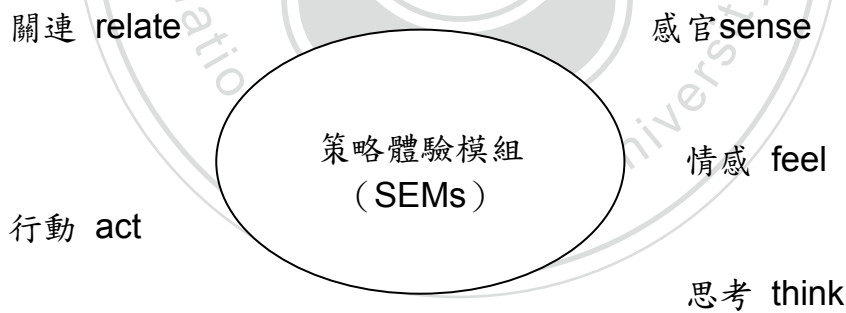 關連 relate
感官sense
策略體驗模組
（SEMs）
情感 feel
行動 act
思考 think